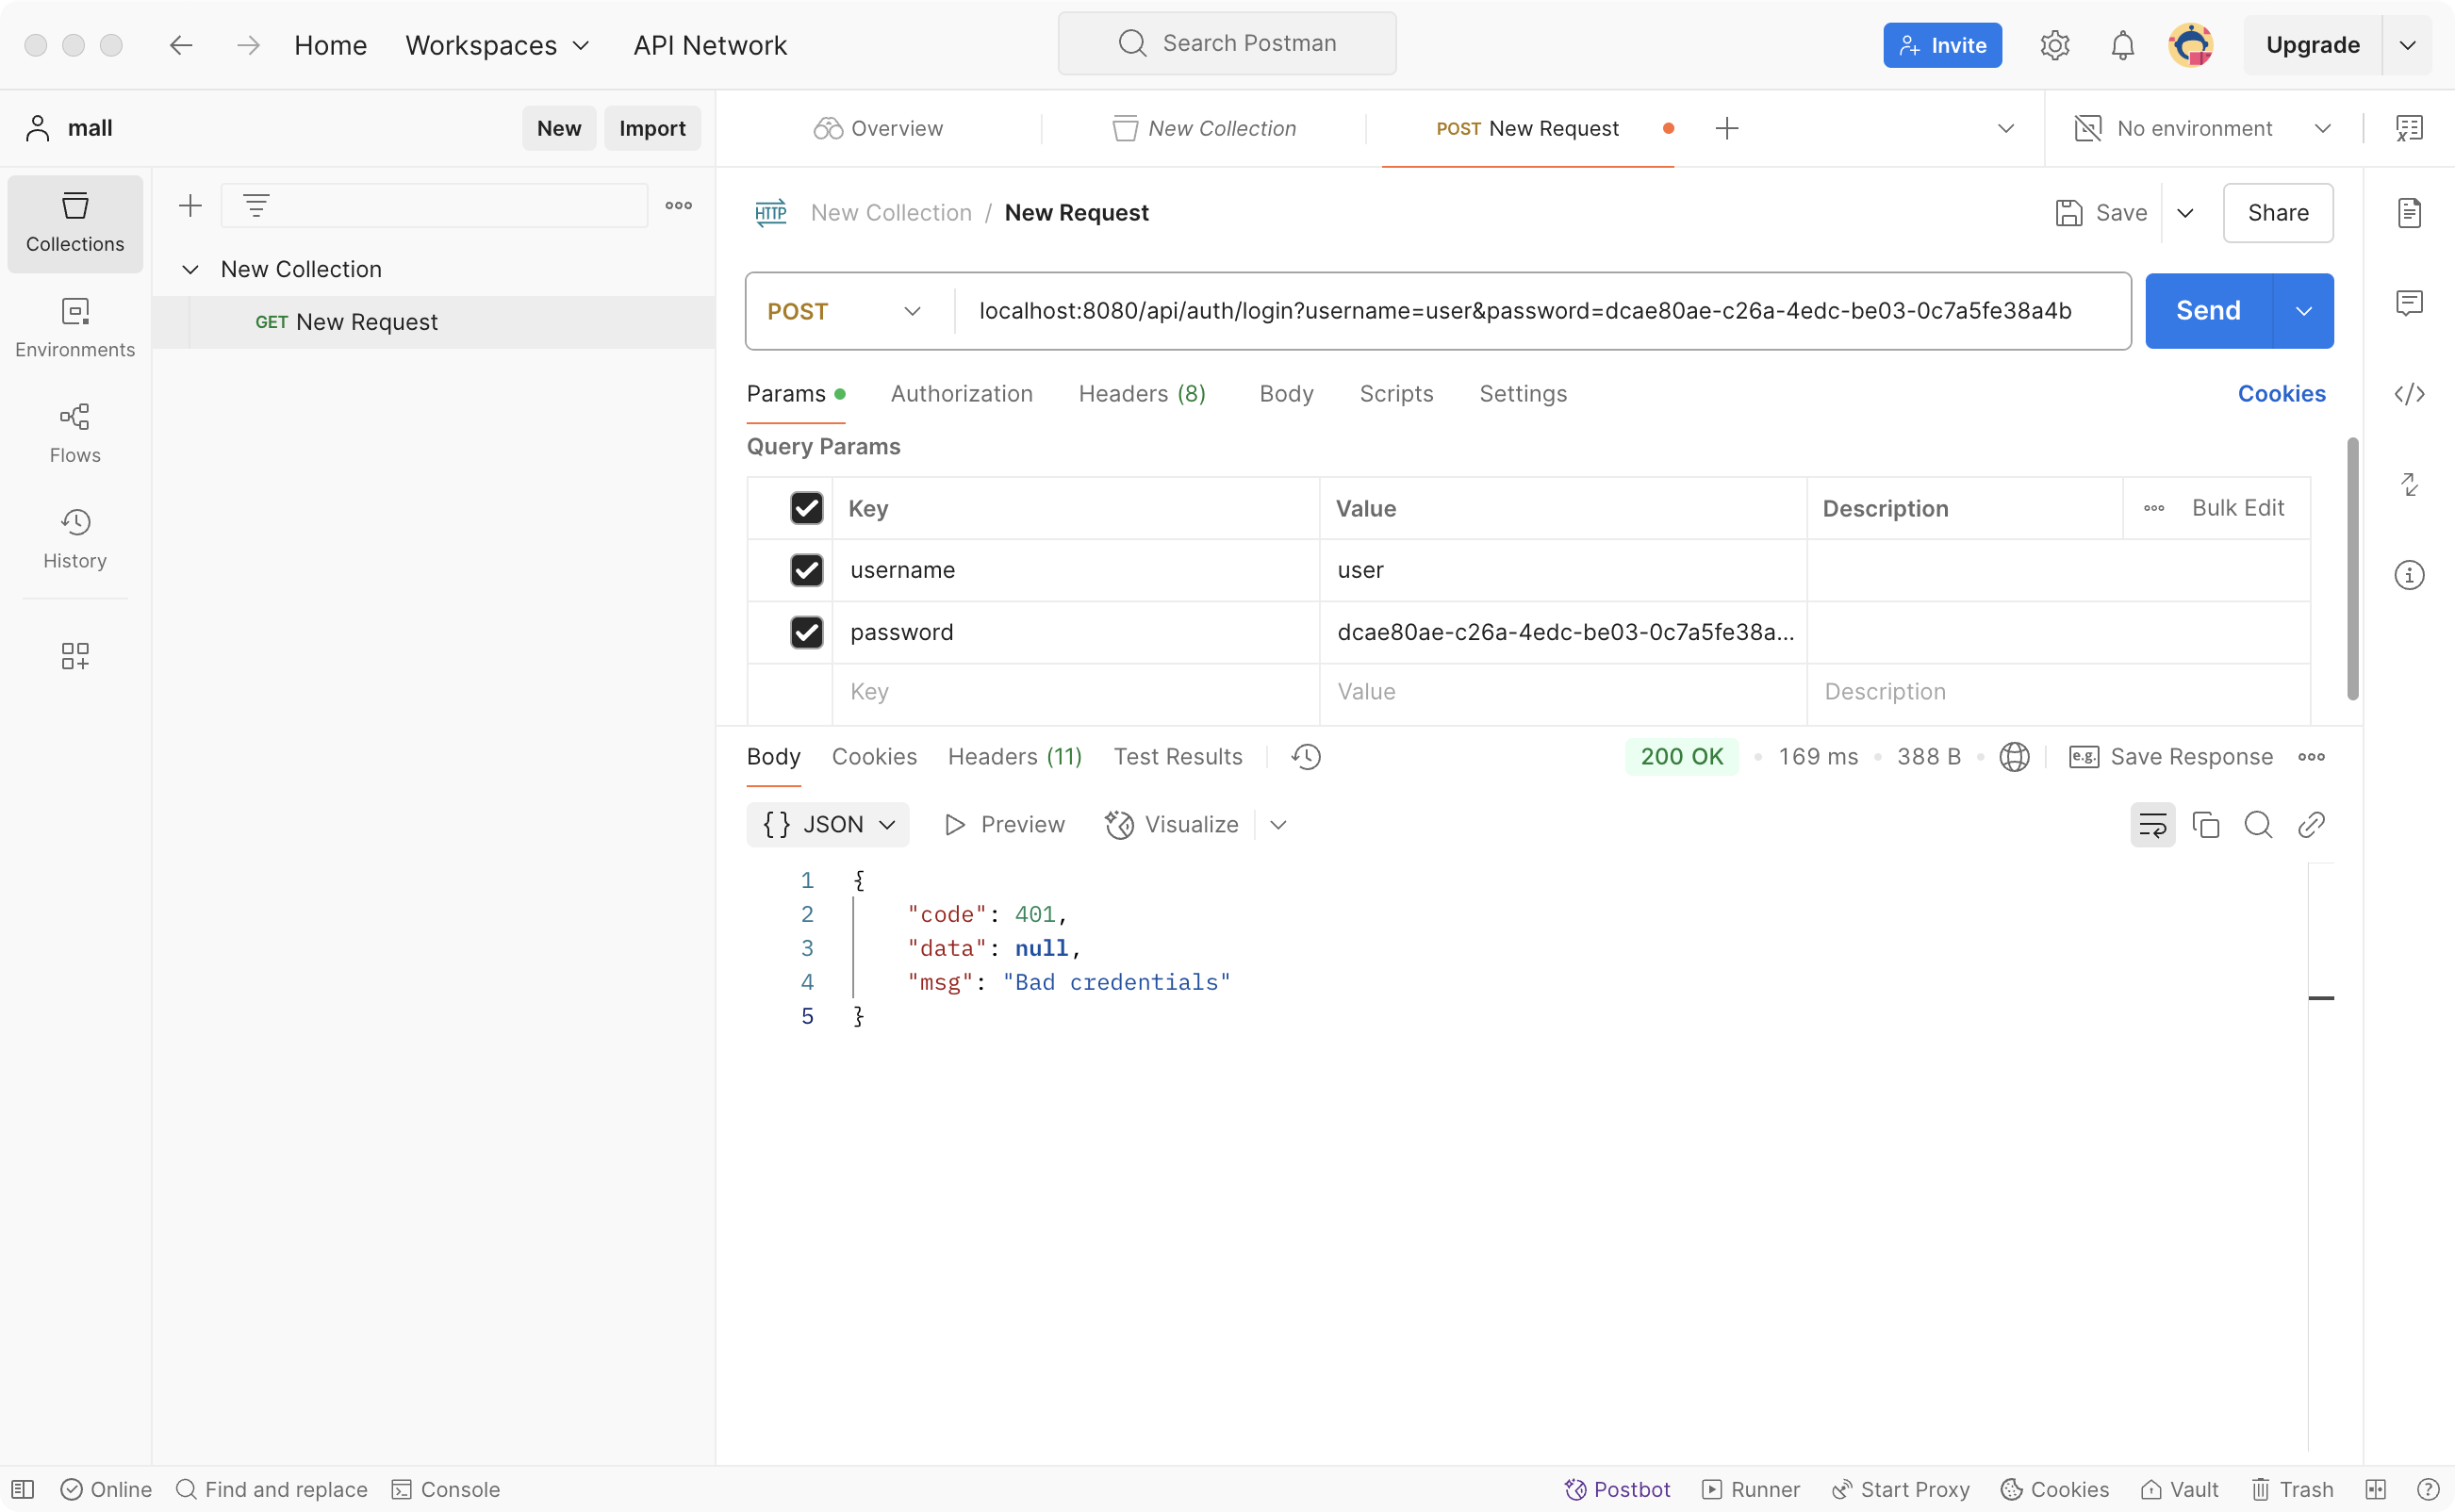 Home Workspaces API Network Search Postman Invite Upgrade
mall New Import Overview New Collection POST New Request No environment
Collections
Environments
Flows
History
New Collection
GET New Request
HTTP New Collection / New Request Save Share
POST localhost:8080/api/auth/login?username=user&password=dcae80ae-c26a-4edc-be03-0c7a5fe38a4b Send
Params Authorization Headers (8) Body Scripts Settings Cookies
Query Params
Key Value Description Bulk Edit
username user
password dcae80ae-c26a-4edc-be03-0c7a5fe38a...
Key Value Description
Body Cookies Headers (11) Test Results 200 OK 169 ms 388 B e.g. Save Response
{} JSON Preview Visualize
1 {
2 "code": 401,
3 "data": null,
4 "msg": "Bad credentials"
5 }
Online Find and replace Console Postbot Runner Start Proxy Cookies Vault Trash